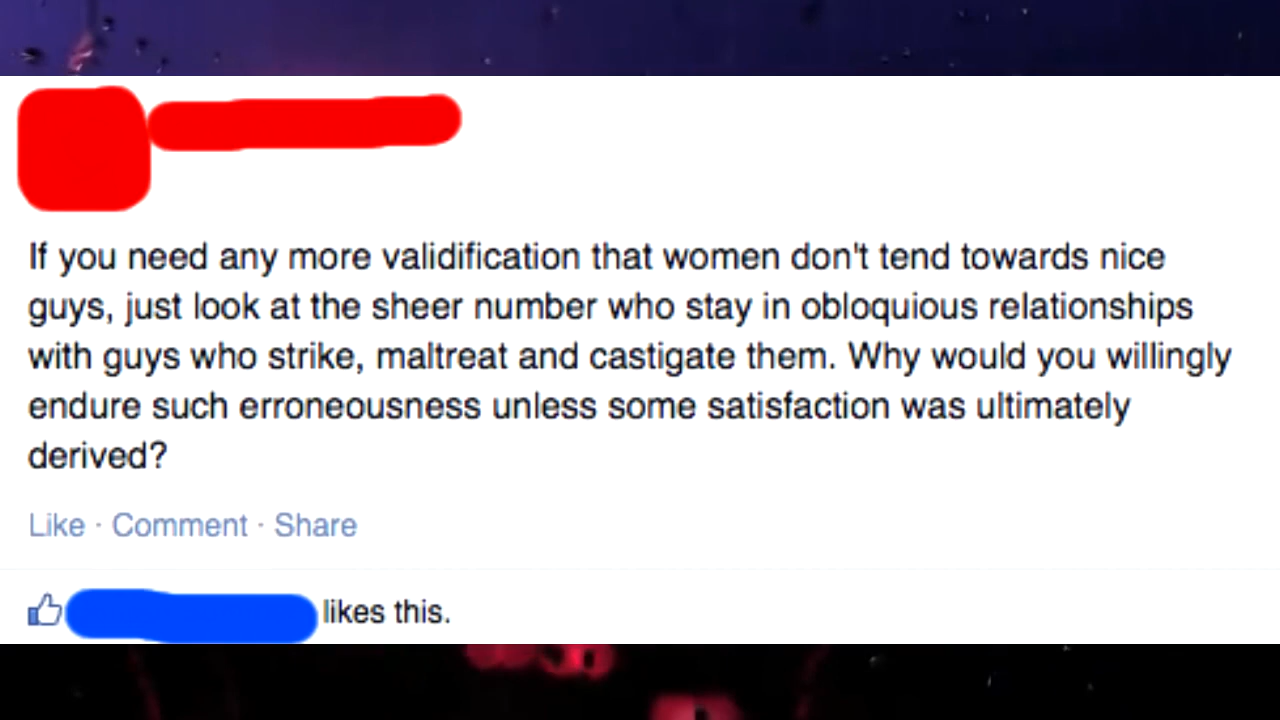 If you need any more validification that women don't tend towards nice
guys, just look at the sheer number who stay in obloquious relationships
with guys who strike, maltreat and castigate them. Why would you willingly
endure such erroneousness unless some satisfaction was ultimately
derived?
Like · Comment · Share
likes this.